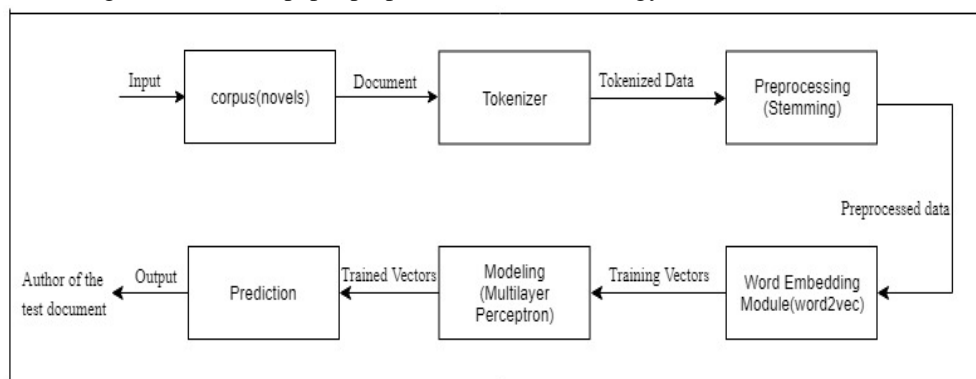 Input
corpus(novels)
Document
Tokenizer
Tokenized Data
Preprocessing
(Stemming)
Preprocessed data
Word Embedding
Module(word2vec)
Training Vectors
Modeling
(Multilayer
Perceptron)
Trained Vectors
Prediction
Output
Author of the
test document